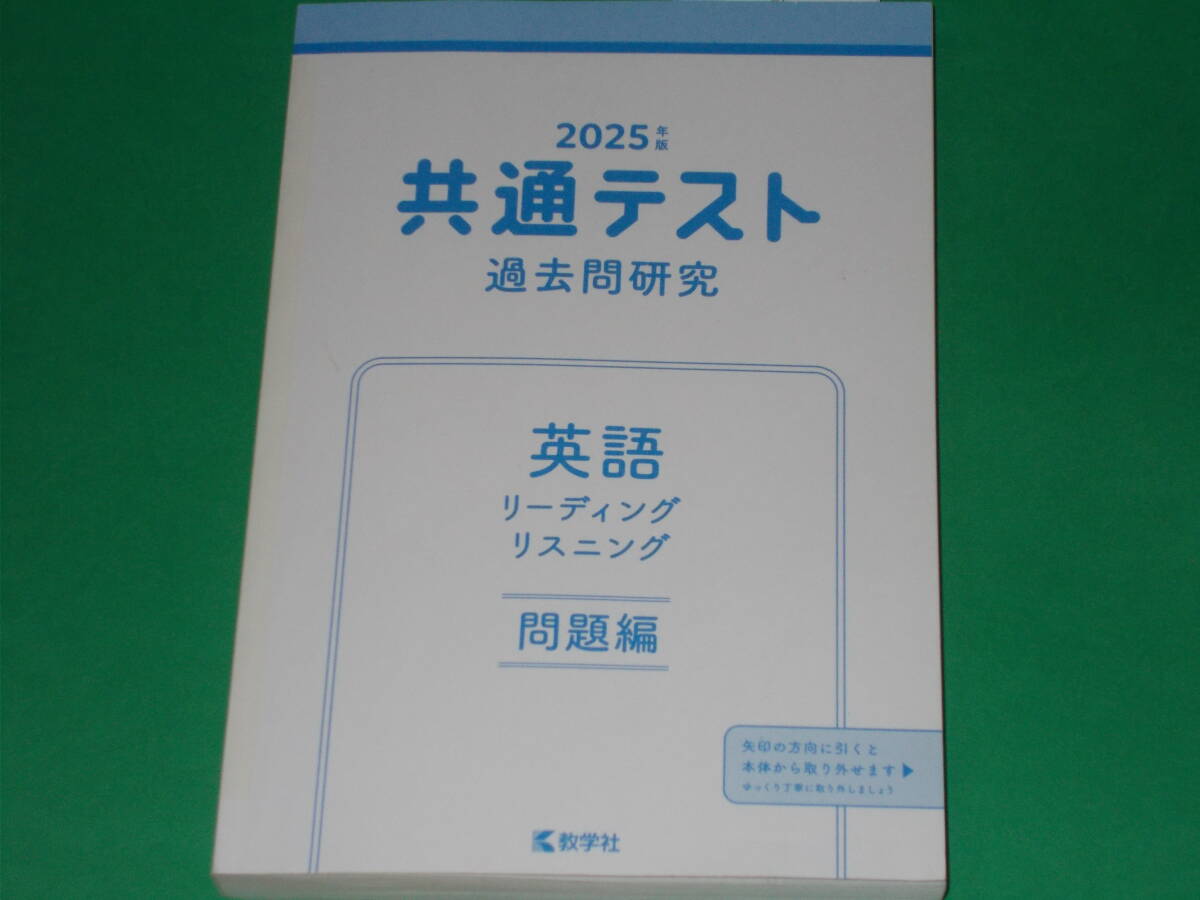 2025年版
共通テスト
過去問研究
英語
リーディング
リスニング
問題編
矢印の方向に引くと
本体から取り外せます▶
ゆっくり丁寧に取り外しましょう
教学社